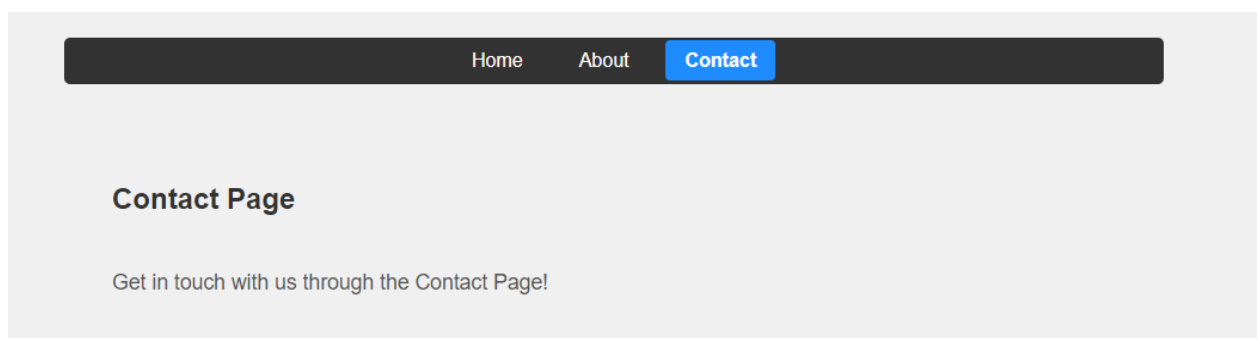 Home About Contact
Contact Page
Get in touch with us through the Contact Page!